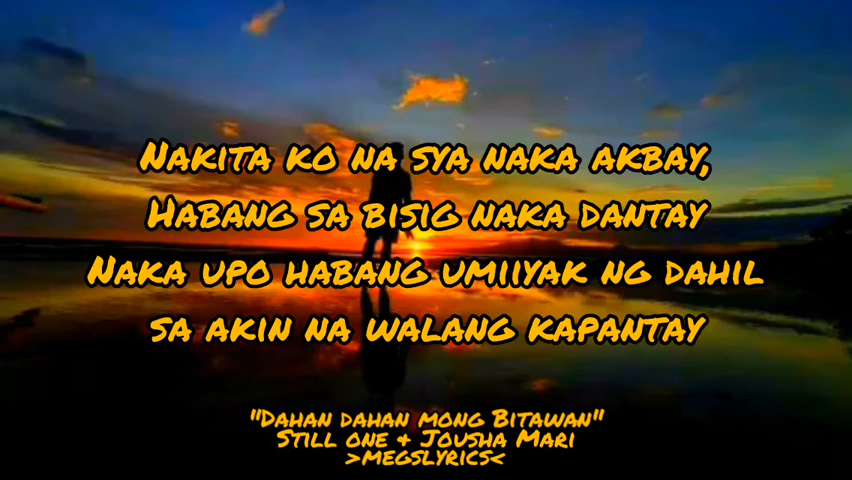 Nakita ko na sya naka akbay,
Habang sa bisig naka dantay
Naka upo habang umiiyak ng dahil
sa akin na walang kapantay
"Dahan dahan mong Bitawan"
Still one & Jousha Mari
>megslyrics<